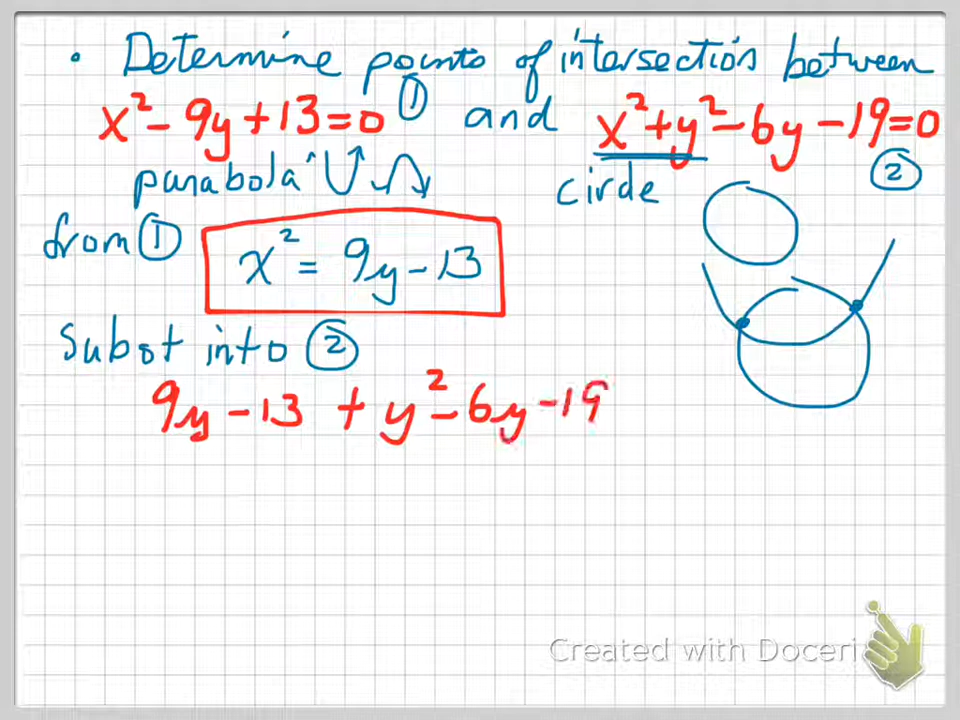 • Determine points of intersection between
x² - 9y + 13 = 0 ① and x² + y² - 6y - 19 = 0 ②
parabola circle
from ① x² = 9y - 13
Subst into ②
9y - 13 + y² - 6y - 19
Created with Doceri